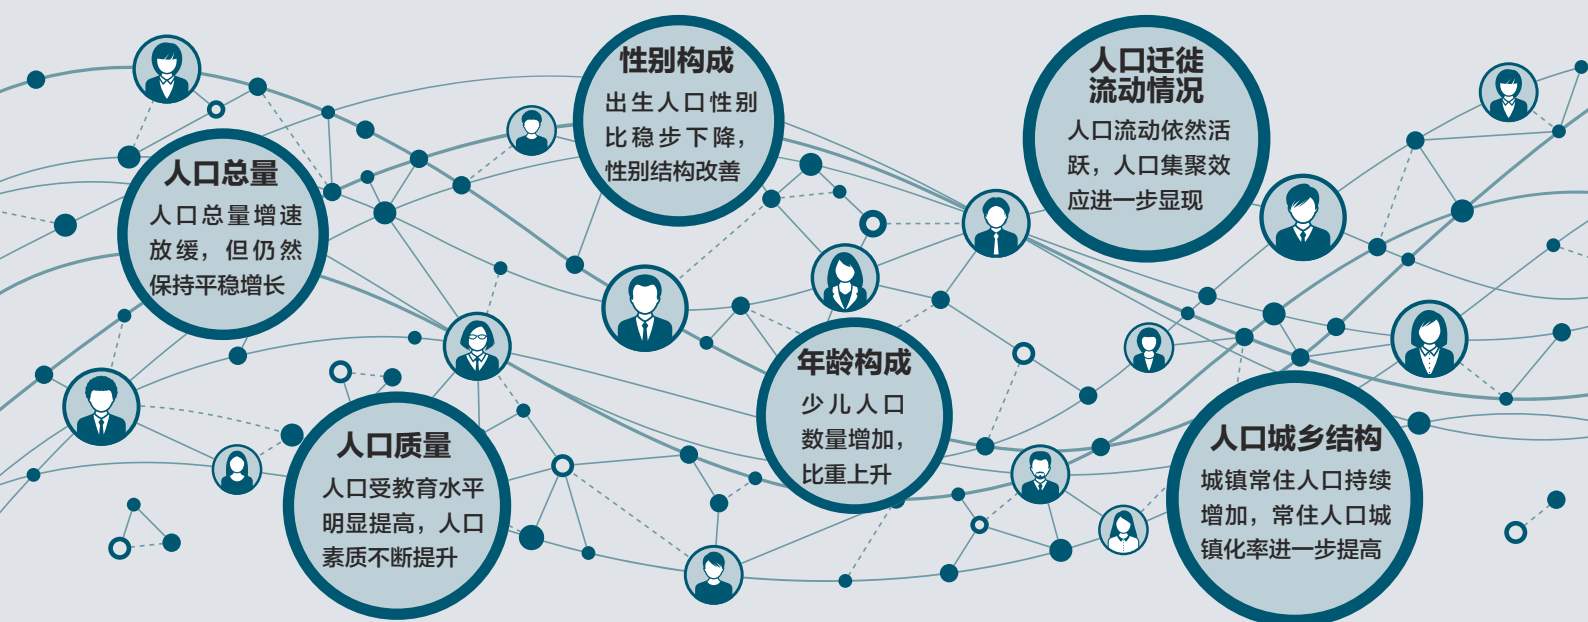 人口总量
人口总量增速
放缓，但仍然
保持平稳增长
性别构成
出生人口性别
比稳步下降，
性别结构改善
人口迁徙
流动情况
人口流动依然活
跃，人口集聚效
应进一步显现
人口质量
人口受教育水平
明显提高，人口
素质不断提升
年龄构成
少儿人口
数量增加，
比重上升
人口城乡结构
城镇常住人口持续
增加，常住人口城
镇化率进一步提高